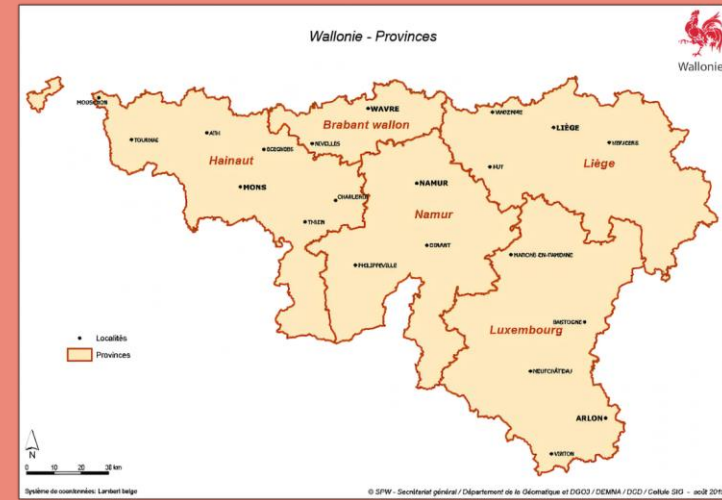 Wallonie - Provinces
Wallonie
MOUSCRON
WAVRE
Brabant wallon
WAREMME
LIÈGE
TOURNAI
ATH
SOIGNIES
NIVELLES
VERVIERS
Hainaut
HUY
Liège
MONS
NAMUR
CHARLEROI
Namur
THUIN
DINANT
MARCHE-EN-FAMENNE
PHILIPPEVILLE
BASTOGNE
Luxembourg
Localités
Provinces
NEUFCHÂTEAU
ARLON
VIRTON
N
0 10 20 30 km
Système de coordonnées: Lambert belge
© SPW - Secrétariat général / Département de la Géomatique et DGO3 / DEMNA / DCD / Cellule SIG - août